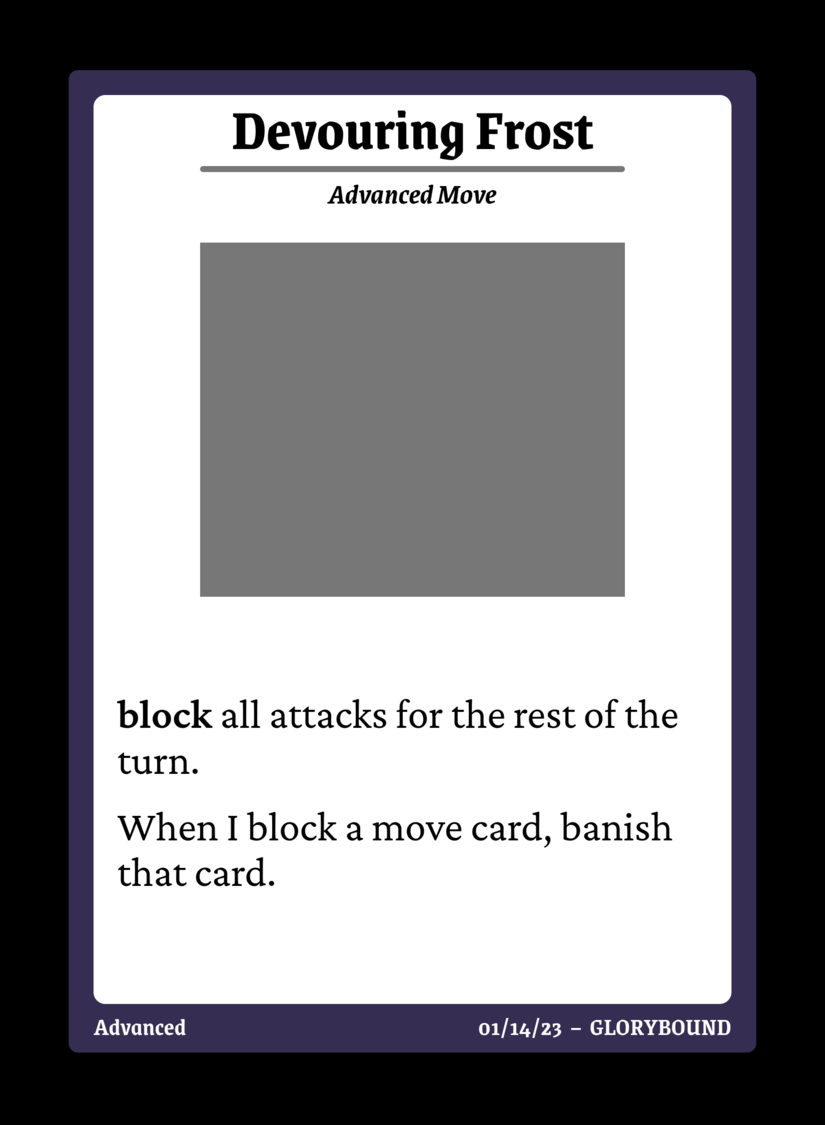 Devouring Frost
Advanced Move
block all attacks for the rest of the
turn.
When I block a move card, banish
that card.
Advanced
01/14/23 – GLORYBOUND